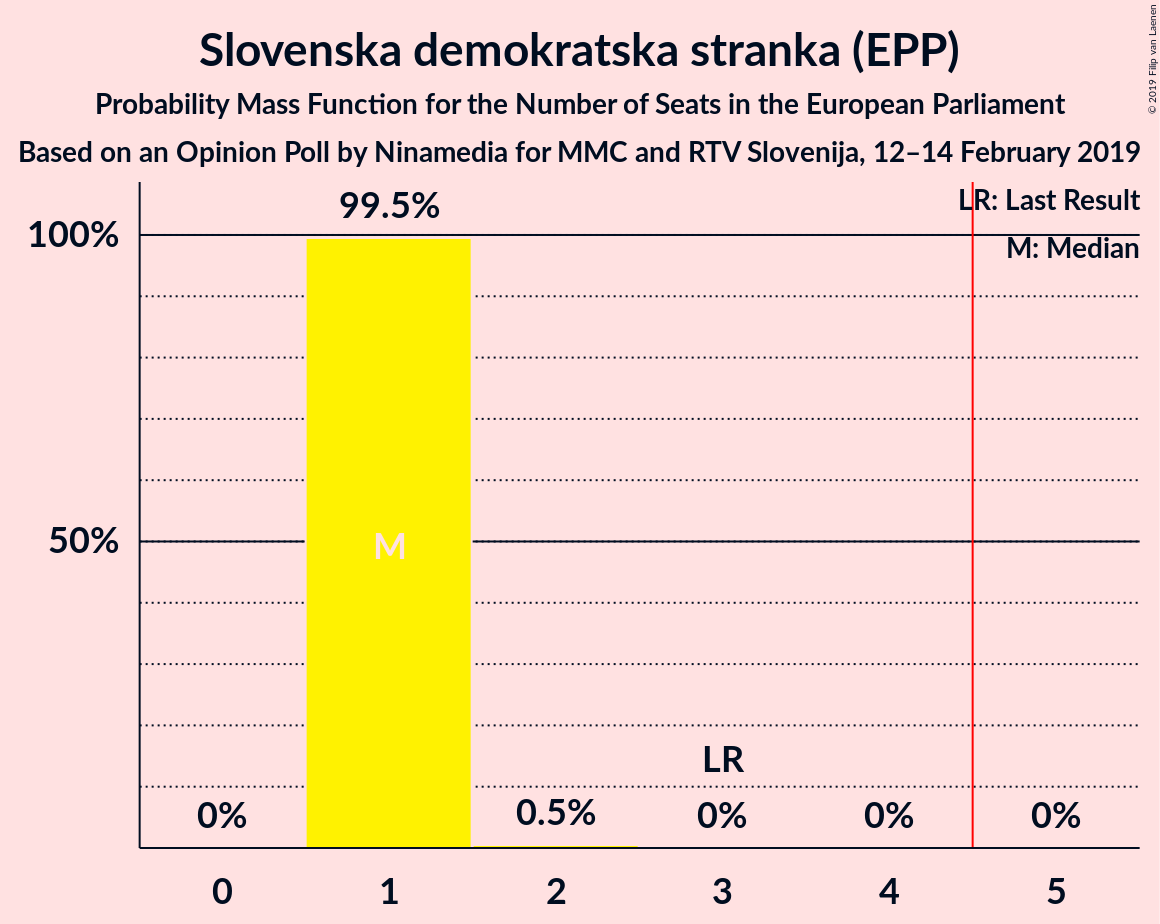 Slovenska demokratska stranka (EPP)
Probability Mass Function for the Number of Seats in the European Parliament
Based on an Opinion Poll by Ninamedia for MMC and RTV Slovenija, 12–14 February 2019
© 2019 Filip van Laenen
LR: Last Result
M: Median
99.5%
100%
50%
M
LR
0%
0.5%
0%
0%
0%
0
1
2
3
4
5